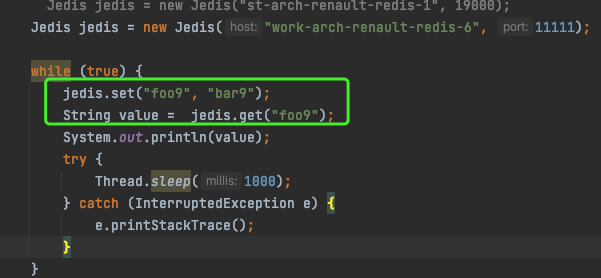 Jedis jedis = new Jedis("st-arch-renault-redis-1", 19000);
Jedis jedis = new Jedis( host: "work-arch-renault-redis-6", port: 11111);
while (true) {
jedis.set("foo9", "bar9");
String value =  jedis.get("foo9");
System.out.println(value);
try {
Thread.sleep( millis: 1000);
} catch (InterruptedException e) {
e.printStackTrace();
}
}